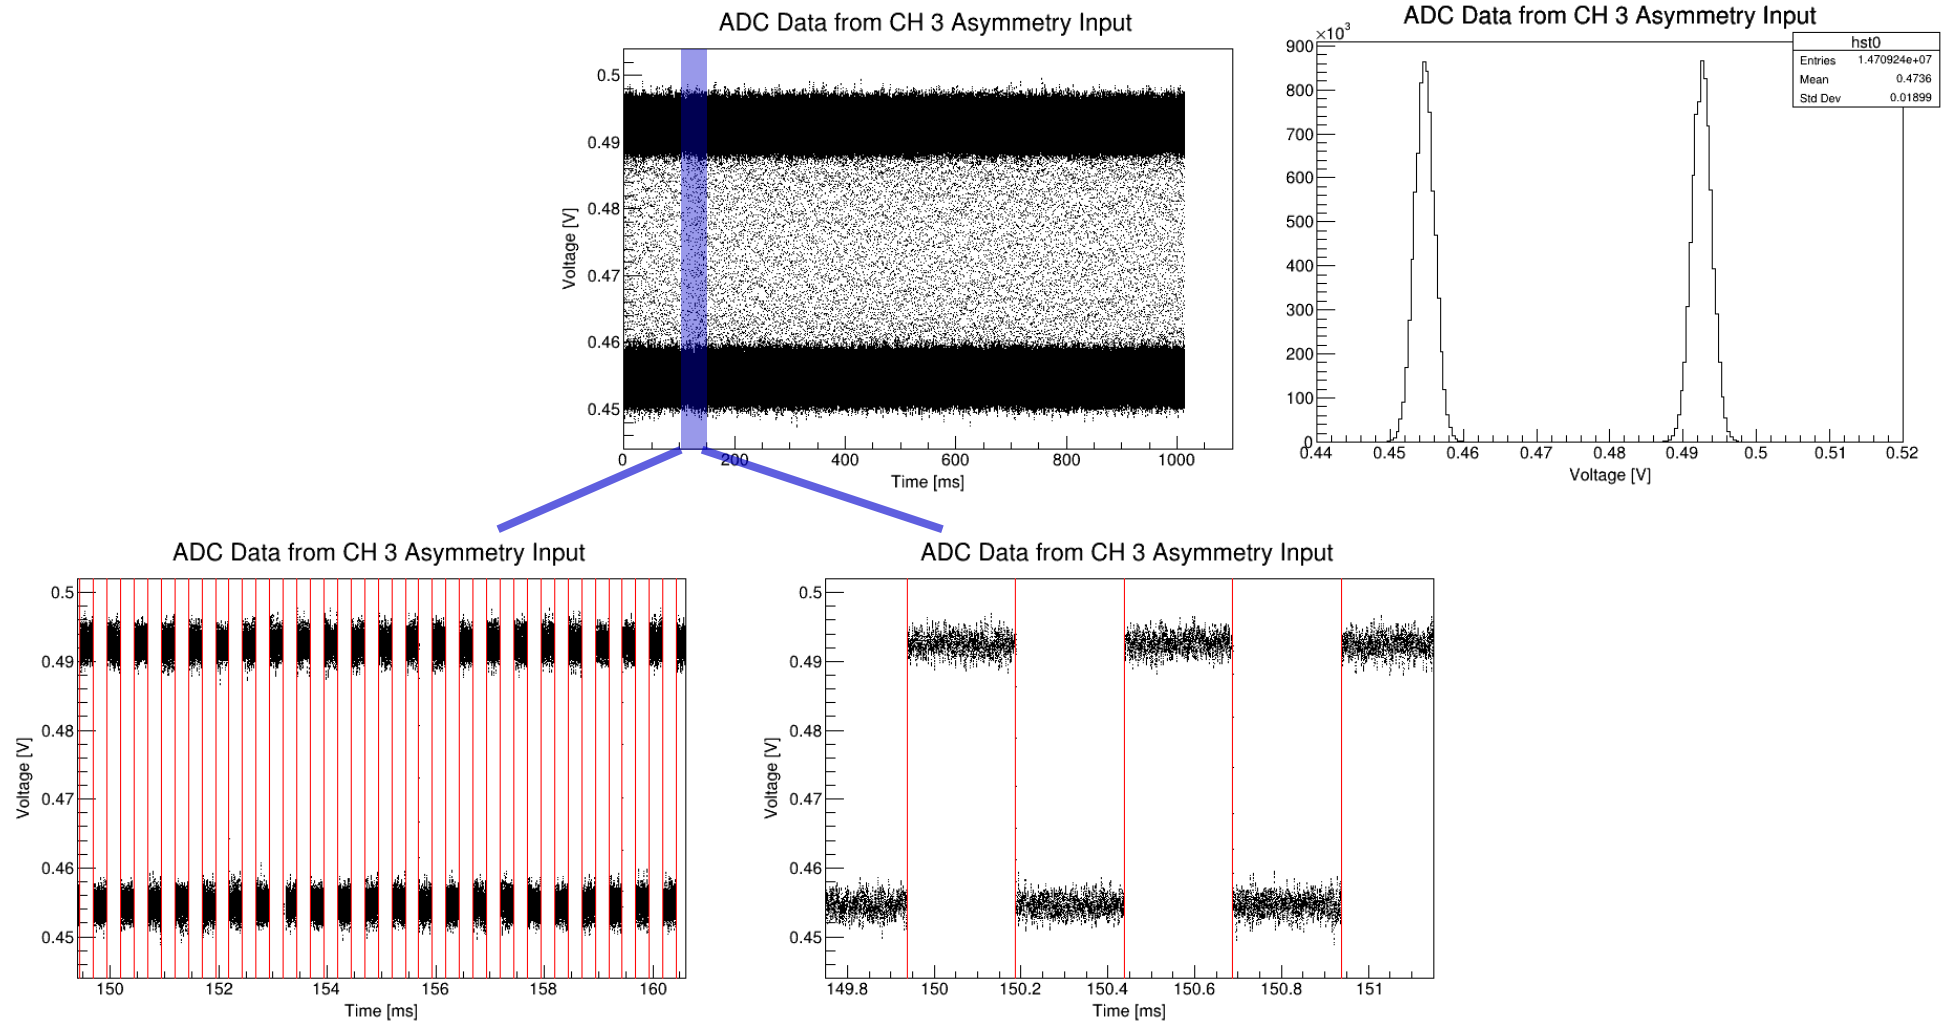 ADC Data from CH 3 Asymmetry Input
0.5
0.49
0.48
0.47
0.46
0.45
Voltage [V]
0 200 400 600 800 1000
Time [ms]
ADC Data from CH 3 Asymmetry Input
×10³
900
800
700
600
500
400
300
200
100
0
0.44 0.45 0.46 0.47 0.48 0.49 0.5 0.51 0.52
Voltage [V]
hst0
Entries 1.470924e+07
Mean 0.4736
Std Dev 0.01899
ADC Data from CH 3 Asymmetry Input
0.5
0.49
0.48
0.47
0.46
0.45
Voltage [V]
150 152 154 156 158 160
Time [ms]
ADC Data from CH 3 Asymmetry Input
0.5
0.49
0.48
0.47
0.46
0.45
Voltage [V]
149.8 150 150.2 150.4 150.6 150.8 151
Time [ms]